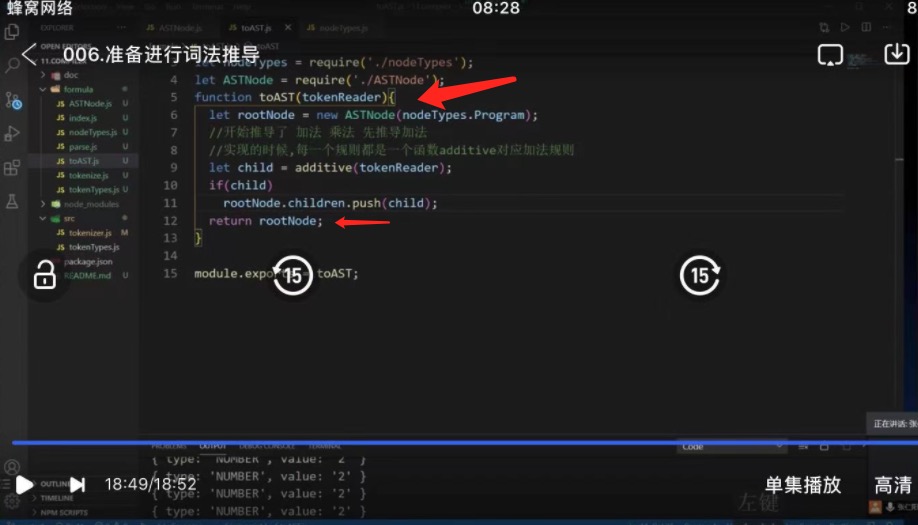 蜂窝网络
08:28
8
ASTNode.js
toAST.js
nodeTypes.js
EXPLORER
OPEN EDITORS
006.准备进行词法推导
doc
formula
ASTNode.js U
index.js U
nodeTypes.js U
parse.js U
toAST.js U
tokenize.js U
tokenTypes.js U
node_modules
src
tokenizer.js M
tokenTypes.js
package.json
README.md U
3 let nodeTypes = require('./nodeTypes');
4 let ASTNode = require('./ASTNode');
5 function toAST(tokenReader){
6 let rootNode = new ASTNode(nodeTypes.Program);
7 //开始推导了 加法 乘法 先推导加法
8 //实现的时候,每一个规则都是一个函数additive对应加法规则
9 let child = additive(tokenReader);
10 if(child)
11 rootNode.children.push(child);
12 return rootNode;
13 }
14
15 module.exports = toAST;
15
15
正在讲话: 张
PROBLEMS OUTPUT DEBUG CONSOLE TERMINAL
Code
{ type: 'NUMBER', value: '2' }
{ type: 'NUMBER', value: '2' }
{ type: 'NUMBER', value: '2' }
{ type: 'NUMBER', value: '2' }
OUTLINE
TIMELINE
NPM SCRIPTS
18:49/18:52
单集播放
高清
左键